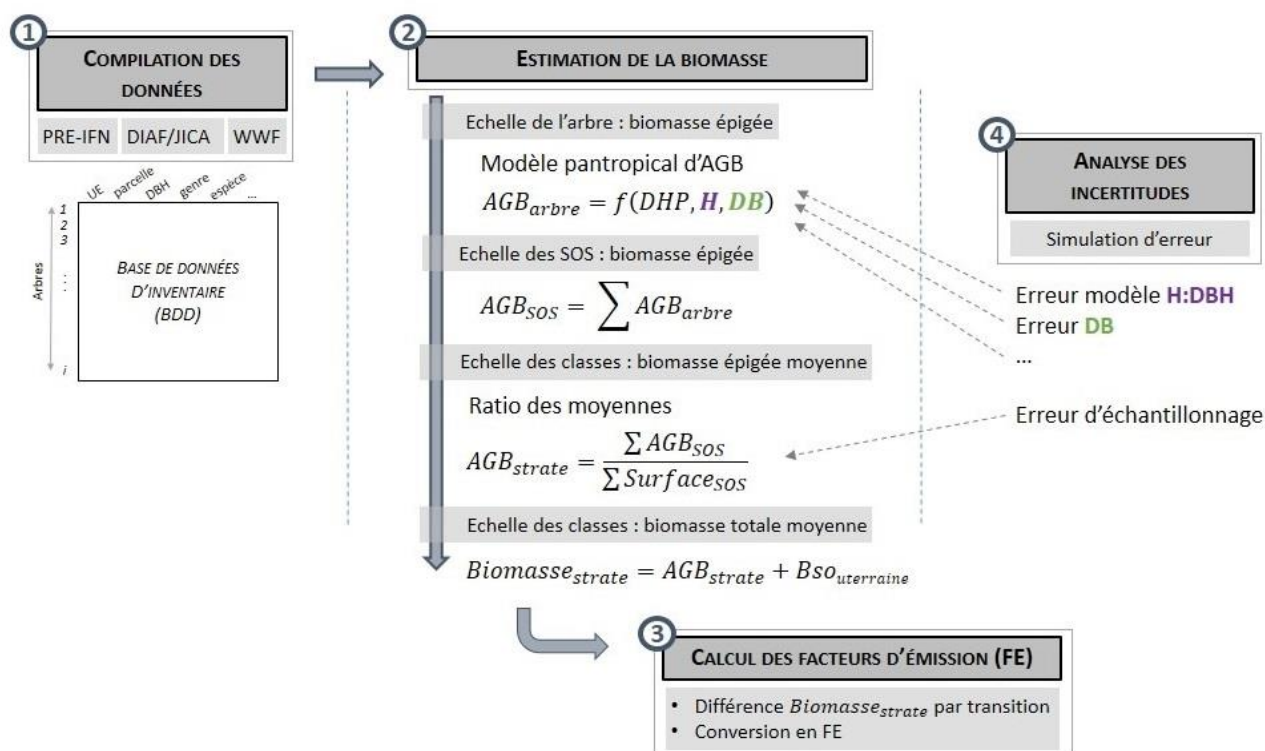 1
COMPILATION DES
DONNÉES
PRE-IFN DIAF/JICA WWF
UE parcelle DBH genre espèce ...
1
2
3
.
.
.
i
Arbres
BASE DE DONNÉES
D'INVENTAIRE
(BDD)
2
ESTIMATION DE LA BIOMASSE
Echelle de l'arbre : biomasse épigée
Modèle pantropical d'AGB
AGB_arbre = f(DHP, H, DB)
Echelle des SOS : biomasse épigée
AGB_SOS = ∑ AGB_arbre
Echelle des classes : biomasse épigée moyenne
Ratio des moyennes
AGB_strate = ∑ AGB_SOS / ∑ Surface_SOS
Echelle des classes : biomasse totale moyenne
Biomasse_strate = AGB_strate + Bso_uterraine
3
CALCUL DES FACTEURS D'ÉMISSION (FE)
• Différence Biomasse_strate par transition
• Conversion en FE
4
ANALYSE DES
INCERTITUDES
Simulation d'erreur
Erreur modèle H:DBH
Erreur DB
...
Erreur d'échantillonnage